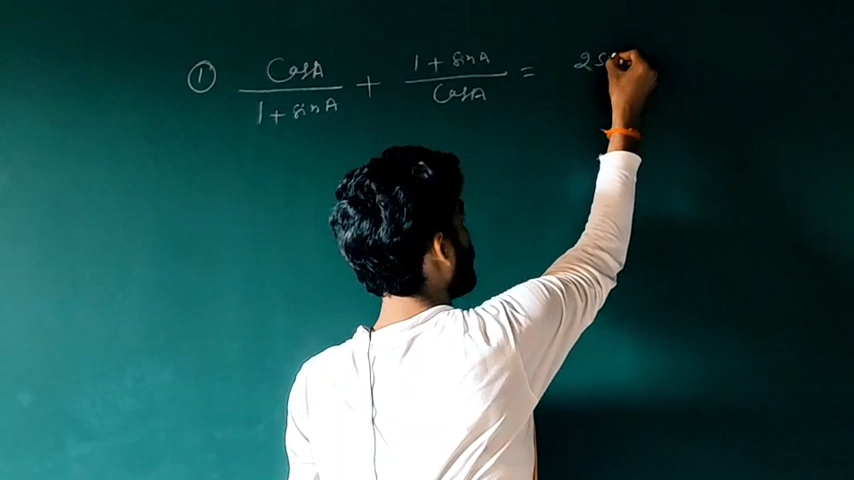 ① CosA / 1 + sinA + 1 + sinA / CosA = 2S